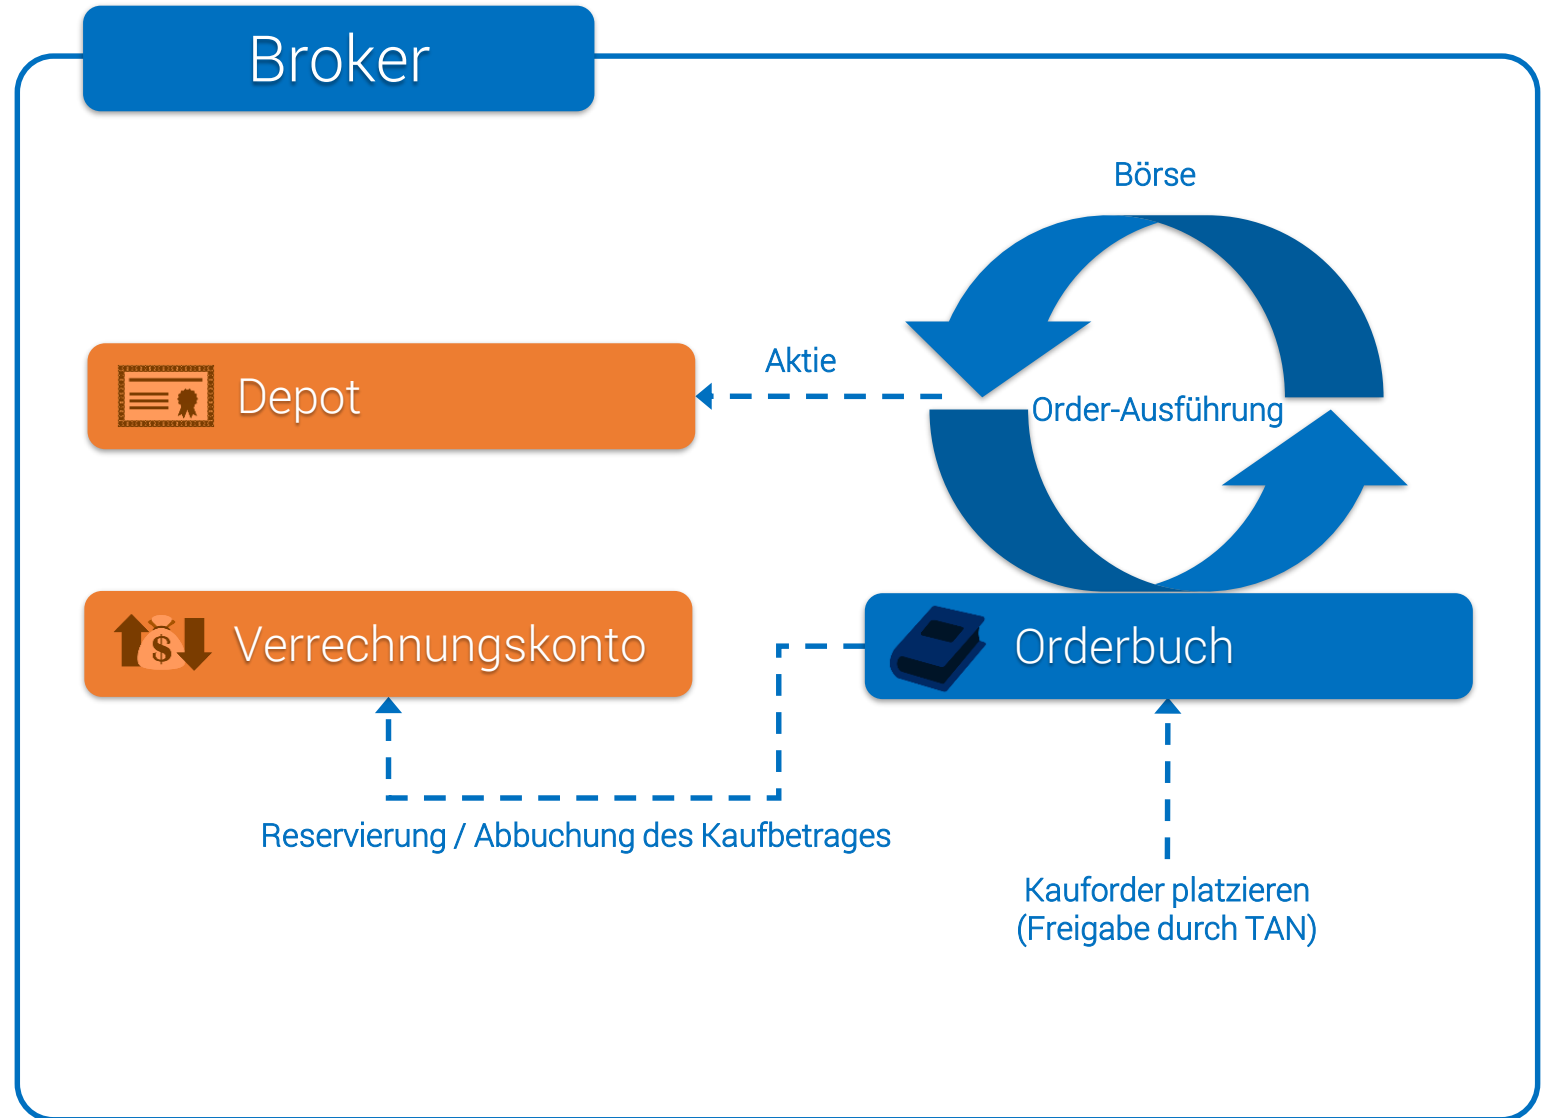 Broker
Börse
Aktie
Depot
Order-Ausführung
$ Verrechnungskonto
Orderbuch
Reservierung / Abbuchung des Kaufbetrages
Kauforder platzieren
(Freigabe durch TAN)